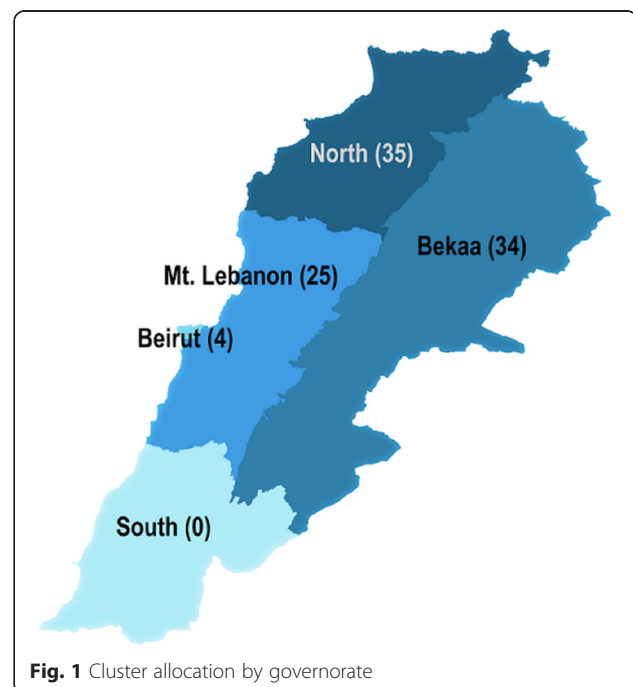 North (35)
Bekaa (34)
Mt. Lebanon (25)
Beirut (4)
South (0)
Fig. 1 Cluster allocation by governorate